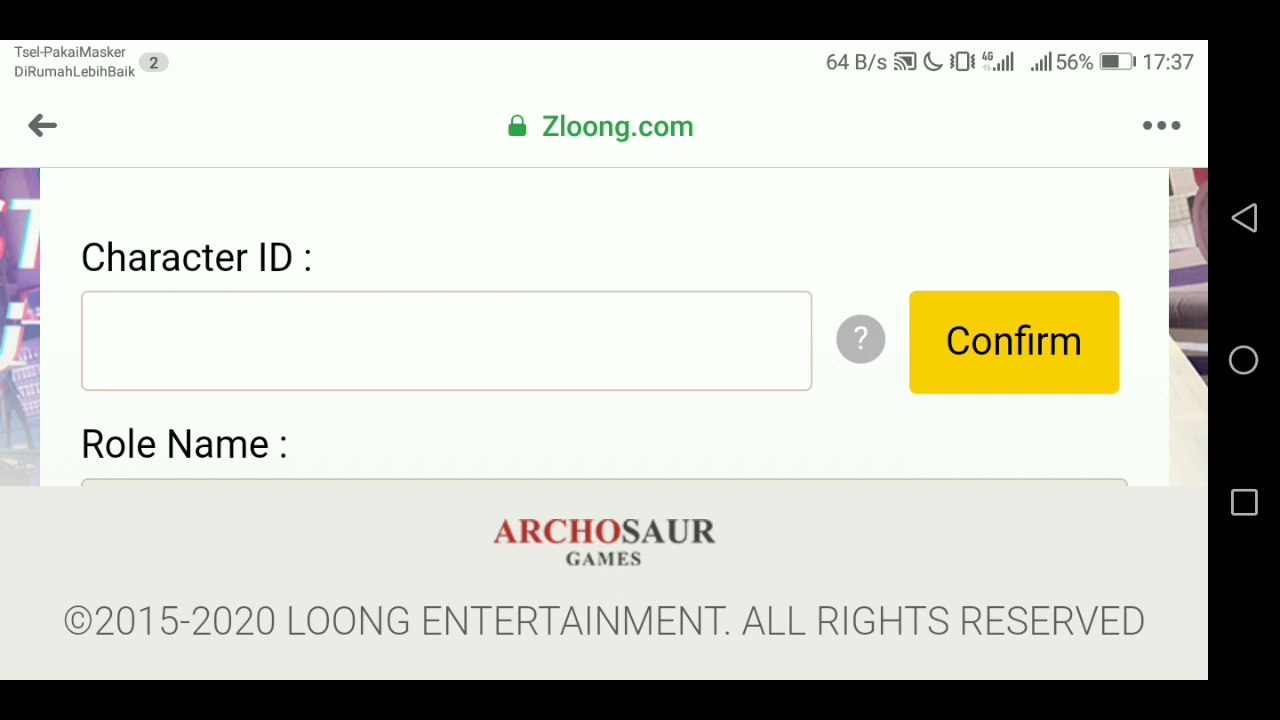 Tsel-PakaiMasker
DiRumahLebihBaik 2
64 B/s 4G 56% 17:37
Zloong.com
Character ID :
? Confirm
Role Name :
ARCHOSAUR
GAMES
©2015-2020 LOONG ENTERTAINMENT. ALL RIGHTS RESERVED